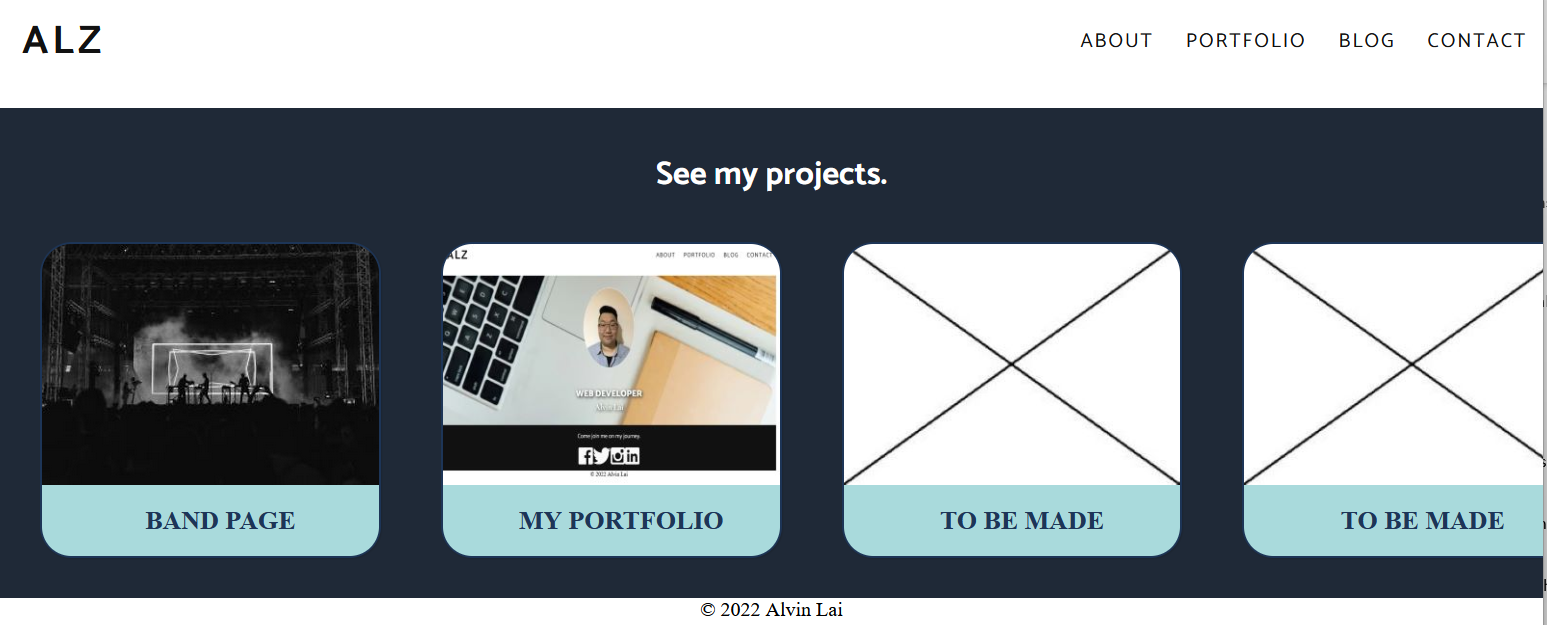 ALZ
ABOUT PORTFOLIO BLOG CONTACT
See my projects.
ALZ
ABOUT PORTFOLIO BLOG CONTACT
WEB DEVELOPER
Alvin Lai
Come join me on my journey.
© 2022 Alvin Lai
BAND PAGE
MY PORTFOLIO
TO BE MADE
TO BE MADE
© 2022 Alvin Lai